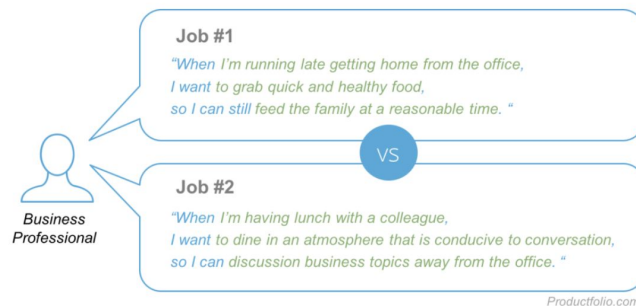 Job #1
“When I’m running late getting home from the office,
I want to grab quick and healthy food,
so I can still feed the family at a reasonable time. “
VS
Job #2
“When I’m having lunch with a colleague,
I want to dine in an atmosphere that is conducive to conversation,
so I can discussion business topics away from the office. “
Business
Professional
Productfolio.com